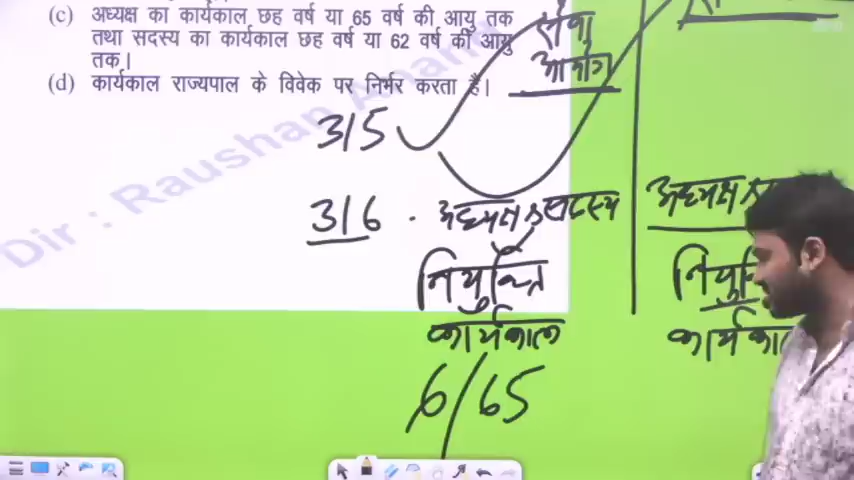 (c) अध्यक्ष का कार्यकाल छह वर्ष या 65 वर्ष की आयु तक
तथा सदस्य का कार्यकाल छह वर्ष या 62 वर्ष की आयु
तक।
(d) कार्यकाल राज्यपाल के विवेक पर निर्भर करता है।
सेवा
आयोग
315
316 . अध्यक्ष व सदस्य
नियुक्ति
कार्यकाल
6/65
अध्यक्ष
कार्यकाल
Dir : Raushan Anand